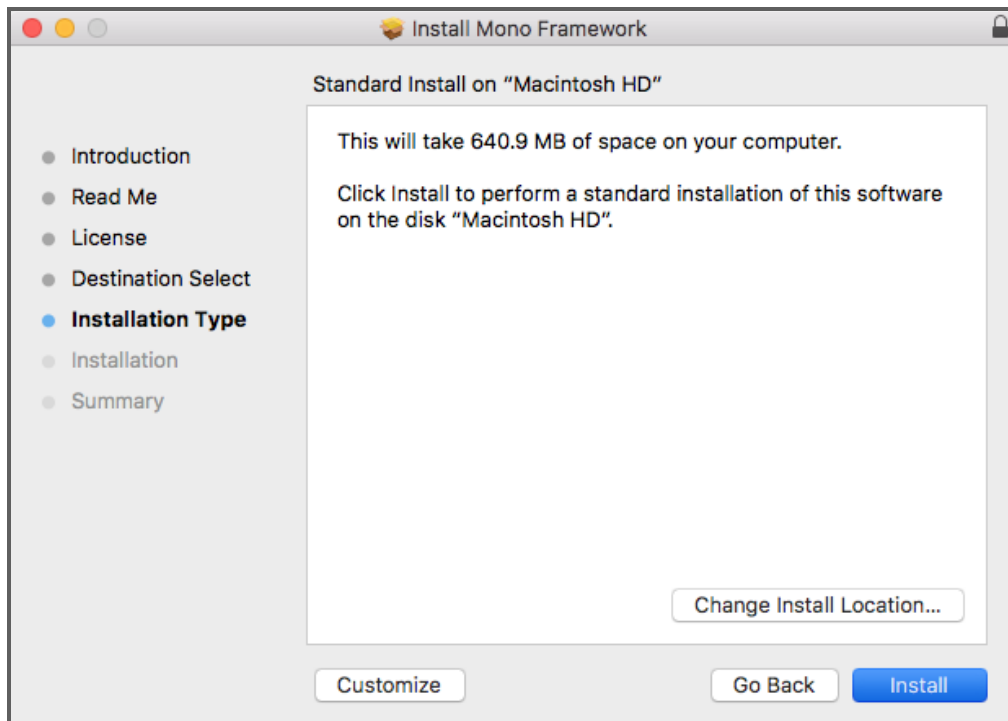 Install Mono Framework
Standard Install on “Macintosh HD”
Introduction
Read Me
License
Destination Select
Installation Type
Installation
Summary
This will take 640.9 MB of space on your computer.
Click Install to perform a standard installation of this software
on the disk “Macintosh HD”.
Change Install Location...
Customize
Go Back
Install